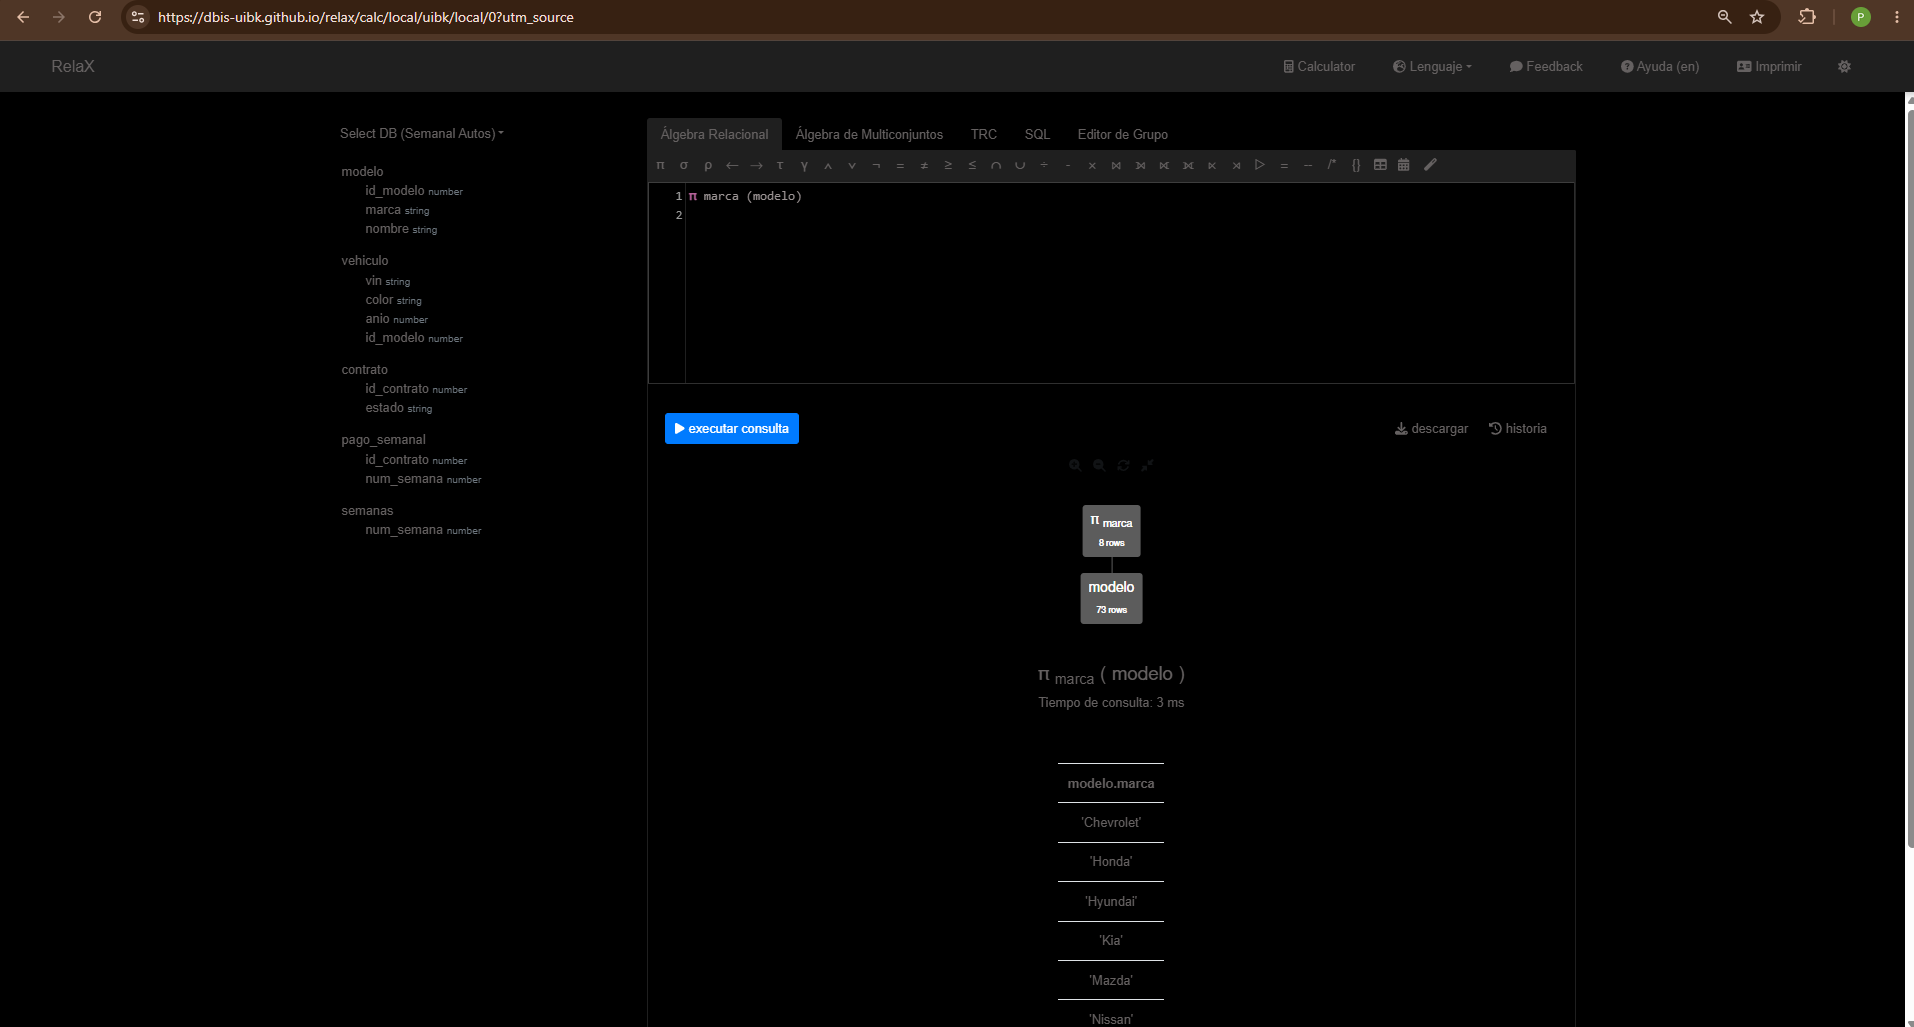 https://dbis-uibk.github.io/relax/calc/local/uibk/local/0?utm_source
P
RelaX
Calculator
Lenguaje
Feedback
Ayuda (en)
Imprimir
Select DB (Semanal Autos)
modelo
id_modelo number
marca string
nombre string
vehiculo
vin string
color string
anio number
id_modelo number
contrato
id_contrato number
estado string
pago_semanal
id_contrato number
num_semana number
semanas
num_semana number
Álgebra Relacional
Álgebra de Multiconjuntos
TRC
SQL
Editor de Grupo
π σ ρ ← → τ γ ∧ ∨ ¬ = ≠ ≥ ≤ ∩ ∪ ÷ - × ⨝ ⟕ ⟖ ⟗ ⋉ ⋊ ▷ = -- /* {}
1 π marca (modelo)
2
executar consulta
descargar
historia
π marca
8 rows
modelo
73 rows
π marca ( modelo )
Tiempo de consulta: 3 ms
modelo.marca
'Chevrolet'
'Honda'
'Hyundai'
'Kia'
'Mazda'
'Nissan'